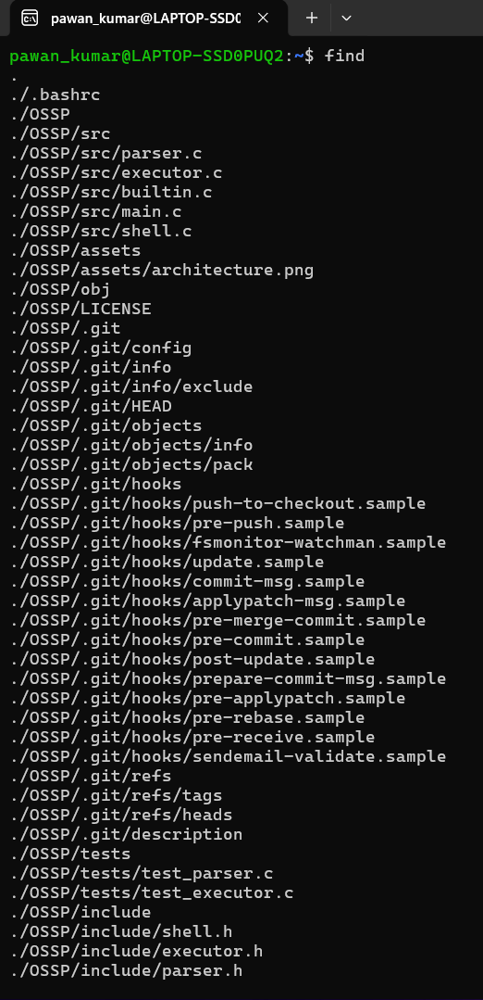 pawan_kumar@LAPTOP-SSD0
pawan_kumar@LAPTOP-SSD0PUQ2:~$ find
.
./.bashrc
./OSSP
./OSSP/src
./OSSP/src/parser.c
./OSSP/src/executor.c
./OSSP/src/builtin.c
./OSSP/src/main.c
./OSSP/src/shell.c
./OSSP/assets
./OSSP/assets/architecture.png
./OSSP/obj
./OSSP/LICENSE
./OSSP/.git
./OSSP/.git/config
./OSSP/.git/info
./OSSP/.git/info/exclude
./OSSP/.git/HEAD
./OSSP/.git/objects
./OSSP/.git/objects/info
./OSSP/.git/objects/pack
./OSSP/.git/hooks
./OSSP/.git/hooks/push-to-checkout.sample
./OSSP/.git/hooks/pre-push.sample
./OSSP/.git/hooks/fsmonitor-watchman.sample
./OSSP/.git/hooks/update.sample
./OSSP/.git/hooks/commit-msg.sample
./OSSP/.git/hooks/applypatch-msg.sample
./OSSP/.git/hooks/pre-merge-commit.sample
./OSSP/.git/hooks/pre-commit.sample
./OSSP/.git/hooks/post-update.sample
./OSSP/.git/hooks/prepare-commit-msg.sample
./OSSP/.git/hooks/pre-applypatch.sample
./OSSP/.git/hooks/pre-rebase.sample
./OSSP/.git/hooks/pre-receive.sample
./OSSP/.git/hooks/sendemail-validate.sample
./OSSP/.git/refs
./OSSP/.git/refs/tags
./OSSP/.git/refs/heads
./OSSP/.git/description
./OSSP/tests
./OSSP/tests/test_parser.c
./OSSP/tests/test_executor.c
./OSSP/include
./OSSP/include/shell.h
./OSSP/include/executor.h
./OSSP/include/parser.h